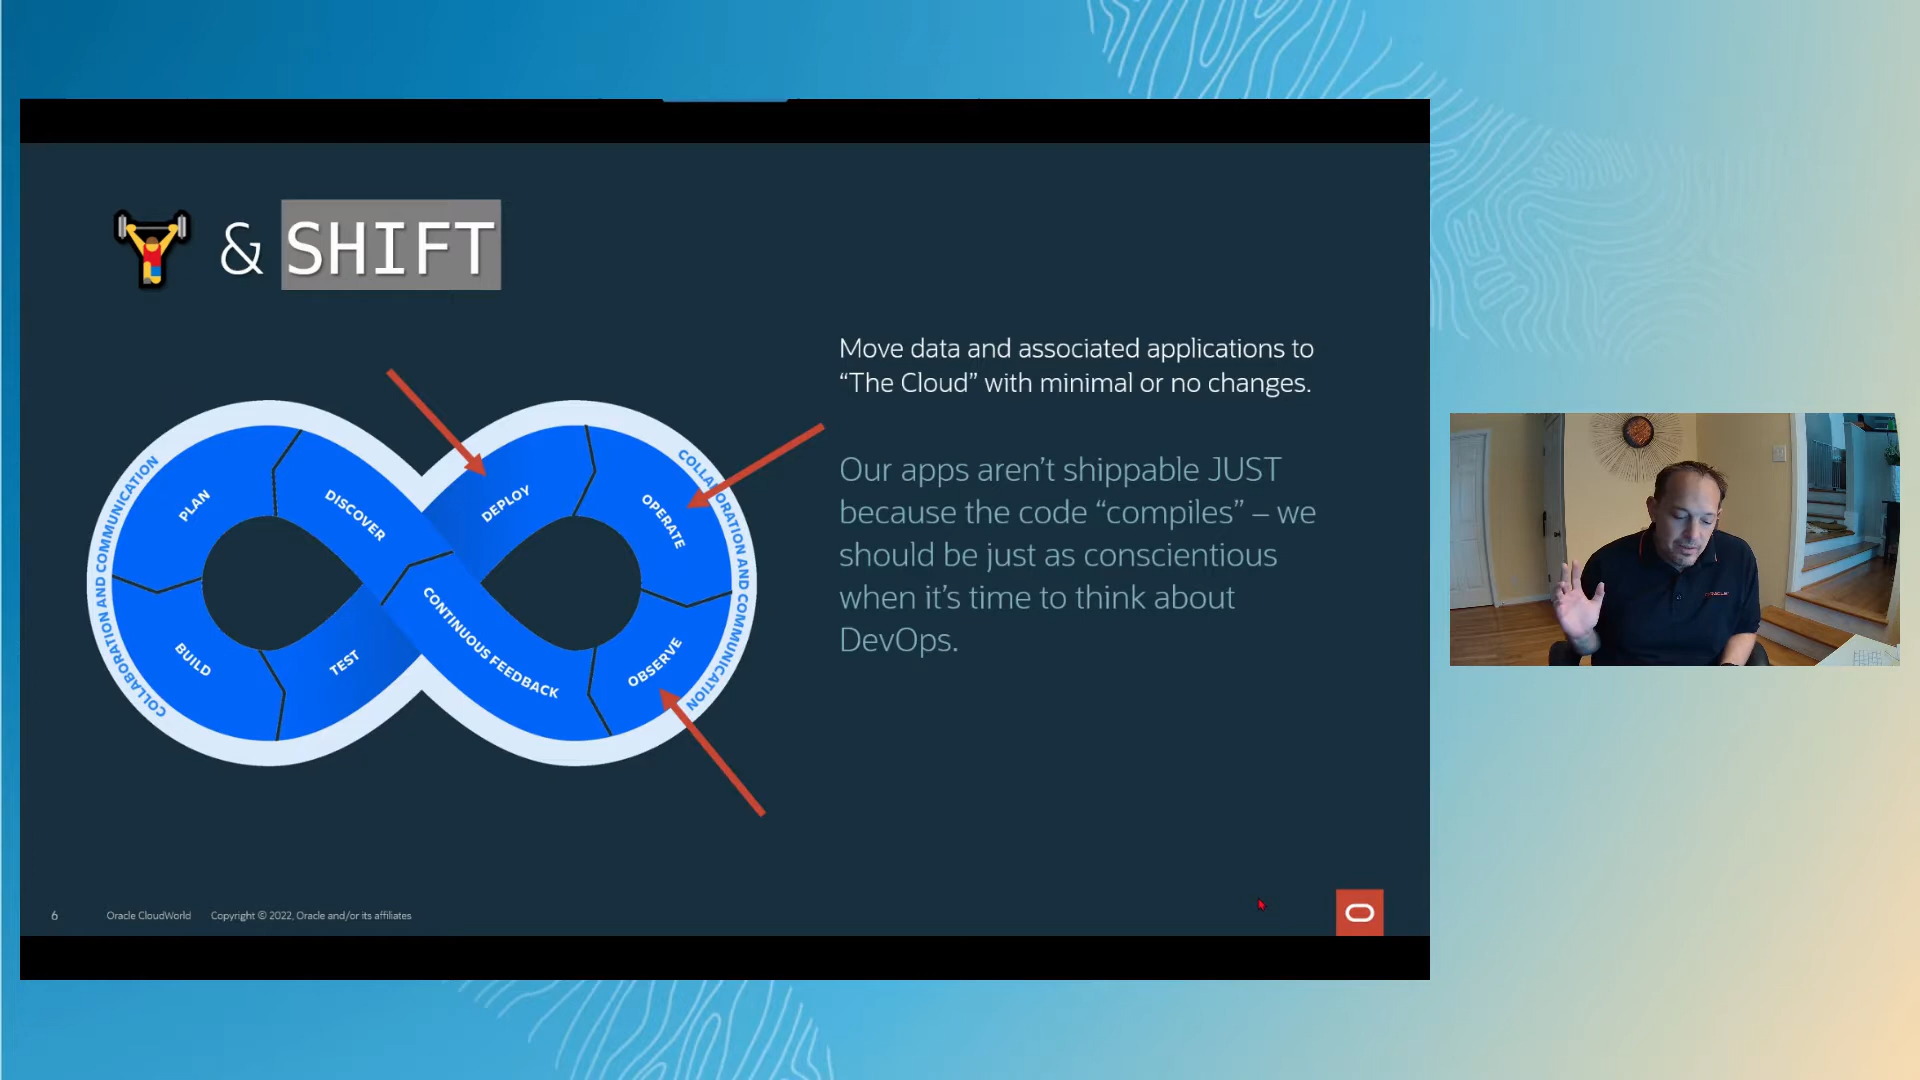 & SHIFT
Move data and associated applications to
“The Cloud” with minimal or no changes.
Our apps aren’t shippable JUST
because the code “compiles” – we
should be just as conscientious
when it’s time to think about
DevOps.
COLLABORATION AND COMMUNICATION
PLAN
DISCOVER
DEPLOY
OPERATE
BUILD
TEST
CONTINUOUS FEEDBACK
OBSERVE
COLLABORATION AND COMMUNICATION
6 Oracle CloudWorld Copyright © 2022, Oracle and/or its affiliates
ORACLE